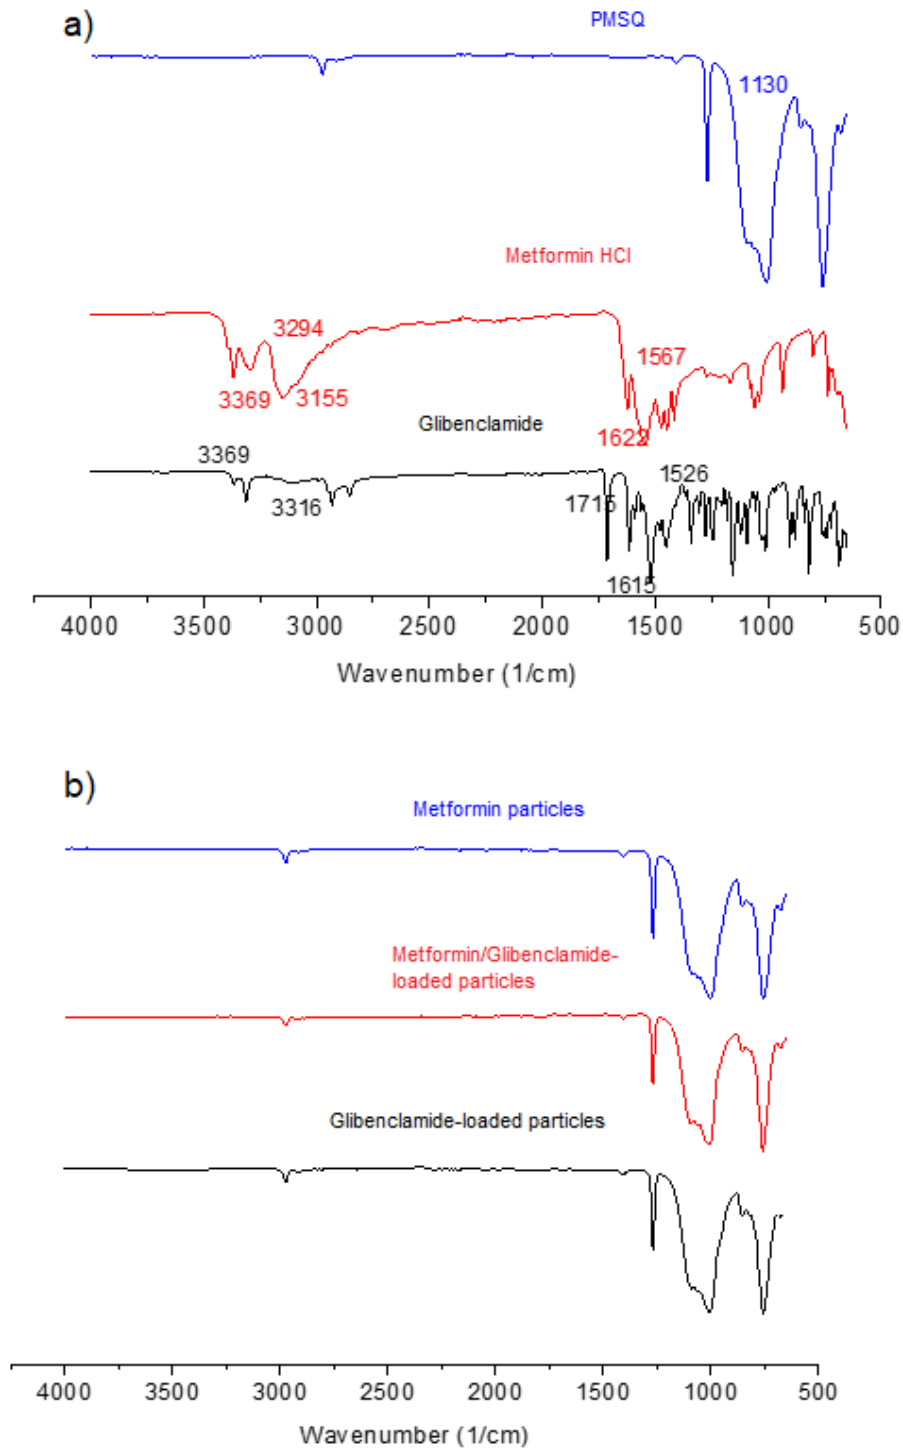 a)
PMSQ
1130
Metformin HCl
3294
1567
3369
3155
1622
Glibenclamide
3369
1526
3316
1715
1615
4000 3500 3000 2500 2000 1500 1000 500
Wavenumber (1/cm)
b)
Metformin particles
Metformin/Glibenclamide-
loaded particles
Glibenclamide-loaded particles
4000 3500 3000 2500 2000 1500 1000 500
Wavenumber (1/cm)